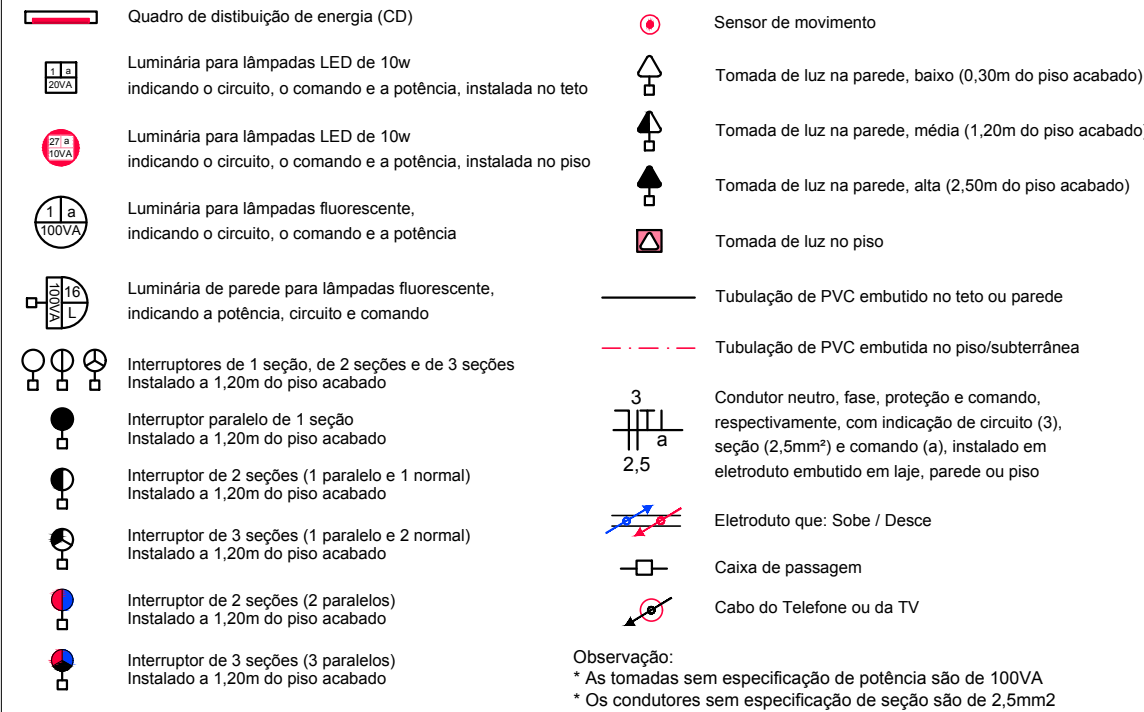 Quadro de distibuição de energia (CD)
1 a
20VA
Luminária para lâmpadas LED de 10w
indicando o circuito, o comando e a potência, instalada no teto
27 a
10VA
Luminária para lâmpadas LED de 10w
indicando o circuito, o comando e a potência, instalada no piso
1 a
100VA
Luminária para lâmpadas fluorescente,
indicando o circuito, o comando e a potência
100VA
16
L
Luminária de parede para lâmpadas fluorescente,
indicando a potência, circuito e comando
Interruptores de 1 seção, de 2 seções e de 3 seções
Instalado a 1,20m do piso acabado
Interruptor paralelo de 1 seção
Instalado a 1,20m do piso acabado
Interruptor de 2 seções (1 paralelo e 1 normal)
Instalado a 1,20m do piso acabado
Interruptor de 3 seções (1 paralelo e 2 normal)
Instalado a 1,20m do piso acabado
Interruptor de 2 seções (2 paralelos)
Instalado a 1,20m do piso acabado
Interruptor de 3 seções (3 paralelos)
Instalado a 1,20m do piso acabado
Sensor de movimento
Tomada de luz na parede, baixo (0,30m do piso acabado)
Tomada de luz na parede, média (1,20m do piso acabado)
Tomada de luz na parede, alta (2,50m do piso acabado)
Tomada de luz no piso
Tubulação de PVC embutido no teto ou parede
Tubulação de PVC embutida no piso/subterrânea
3
a
2,5
Condutor neutro, fase, proteção e comando,
respectivamente, com indicação de circuito (3),
seção (2,5mm²) e comando (a), instalado em
eletroduto embutido em laje, parede ou piso
Eletroduto que: Sobe / Desce
Caixa de passagem
Cabo do Telefone ou da TV
Observação:
* As tomadas sem especificação de potência são de 100VA
* Os condutores sem especificação de seção são de 2,5mm2